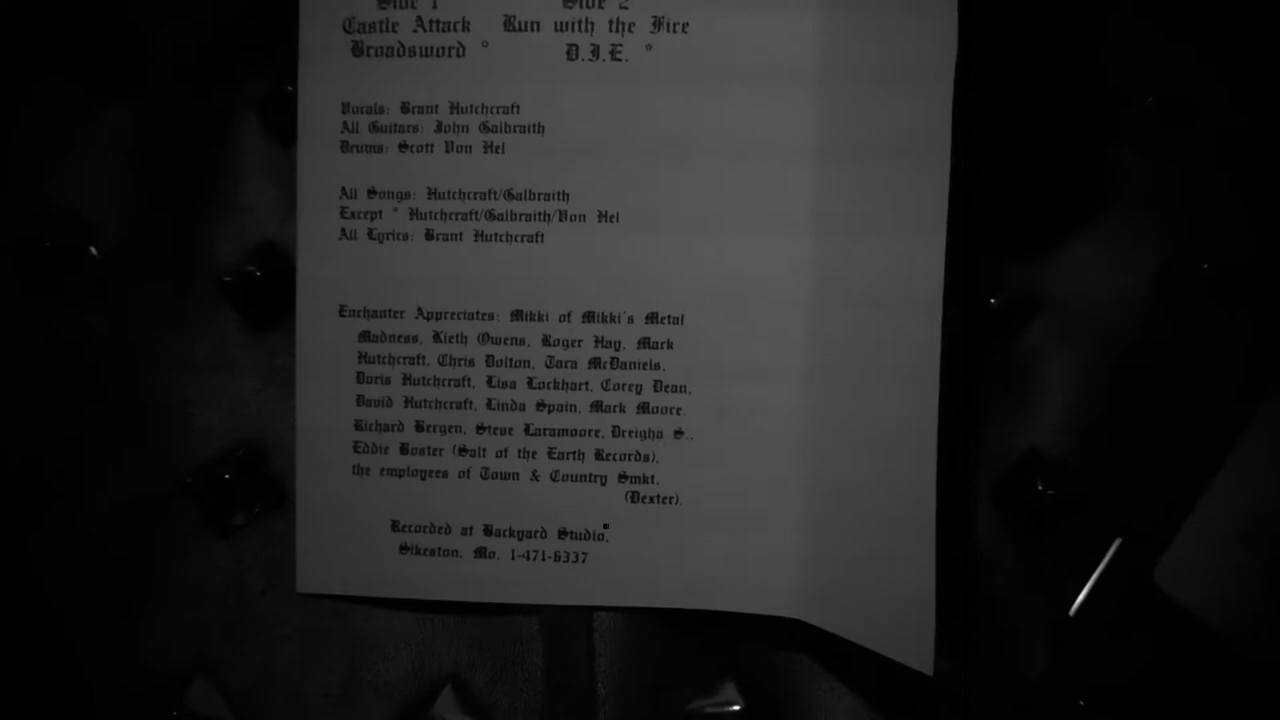 Side 1 Side 2
Castle Attack Run with the Fire
Broadsword ° D.I.E. °
Vocals: Brant Hutchcraft
All Guitars: John Galbraith
Drums: Scott Von Hel
All Songs: Hutchcraft/Galbraith
Except ° Hutchcraft/Galbraith/Von Hel
All Lyrics: Brant Hutchcraft
Enchanter Appreciates: Mikki of Mikki's Metal
Madness, Kieth Owens, Roger Hay, Mark
Hutchcraft, Chris Dolton, Tara McDaniels,
Doris Hutchcraft, Lisa Lockhart, Corey Dean,
David Hutchcraft, Linda Spain, Mark Moore,
Richard Bergen, Steve Laramoore, Dreigha S.,
Eddie Boster (Salt of the Earth Records),
the employees of Town & Country Smkt.
(Dexter).
Recorded at Backyard Studio,
Sikeston, Mo. 1-471-6337